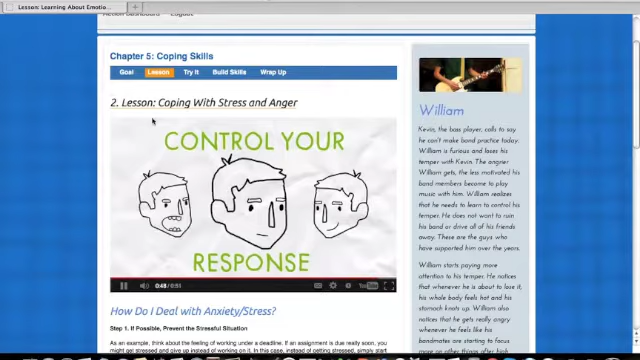 Lesson: Learning About Emotio...
Action Dashboard Logout
Chapter 5: Coping Skills
Goal Lesson Try It Build Skills Wrap Up
2. Lesson: Coping With Stress and Anger
CONTROL YOUR
RESPONSE
0:48 / 0:51
YouTube
How Do I Deal with Anxiety/Stress?
Step 1. If Possible, Prevent the Stressful Situation
As an example, think about the feeling of working under a deadline. If an assignment is due really soon, you
might get stressed and give up instead of working on it. In this case, instead of getting stressed, simply start
William
Kevin, the bass player, calls to say
he can't make band practice today.
William is furious and loses his
temper with Kevin. The angrier
William gets, the less motivated his
band members become to play
music with him. William realizes
that he needs to learn to control his
temper. He does not want to ruin
his band or drive all of his friends
away. These are the guys who
have supported him over the years.
William starts paying more
attention to his temper. He notices
that whenever he is about to lose it,
his whole body feels hot and his
stomach knots up. William also
notices that he gets really angry
whenever he feels like his
bandmates are starting to focus
more on other things after high